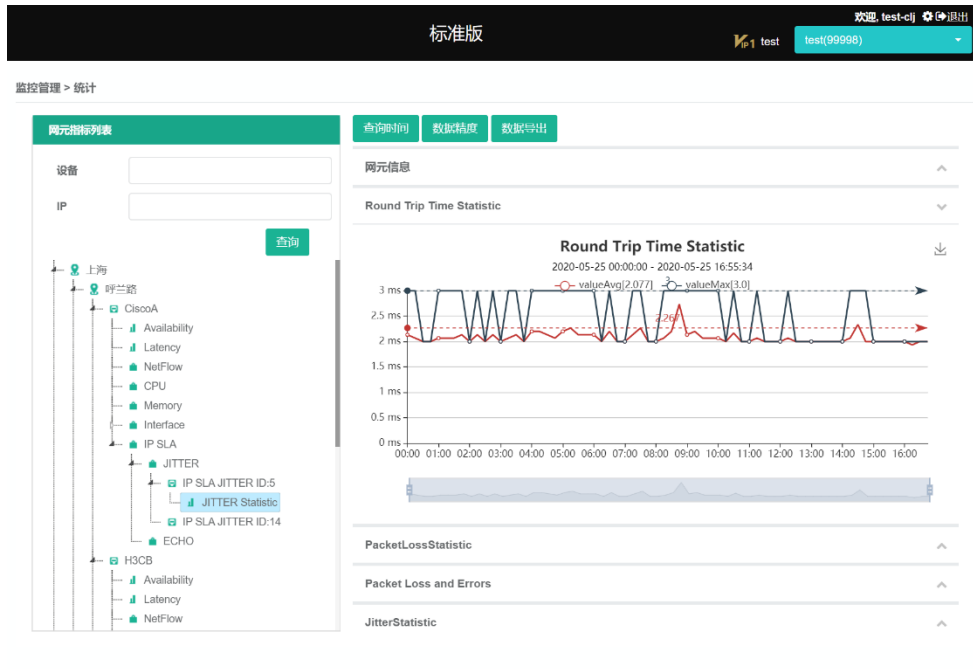 欢迎, test-clj 退出
标准版
VIP1 test
test(99998)
监控管理 > 统计
网元指标列表
设备
IP
查询
上海
呼兰路
CiscoA
Availability
Latency
NetFlow
CPU
Memory
Interface
IP SLA
JITTER
IP SLA JITTER ID:5
JITTER Statistic
IP SLA JITTER ID:14
ECHO
H3CB
Availability
Latency
NetFlow
查询时间 数据精度 数据导出
网元信息
Round Trip Time Statistic
Round Trip Time Statistic
2020-05-25 00:00:00 - 2020-05-25 16:55:34
valueAvg[2.077] valueMax[3.0]
3
3 ms
2.5 ms
2.267
2 ms
1.5 ms
1 ms
0.5 ms
0 ms
00:00 01:00 02:00 03:00 04:00 05:00 06:00 07:00 08:00 09:00 10:00 11:00 12:00 13:00 14:00 15:00 16:00
PacketLossStatistic
Packet Loss and Errors
JitterStatistic